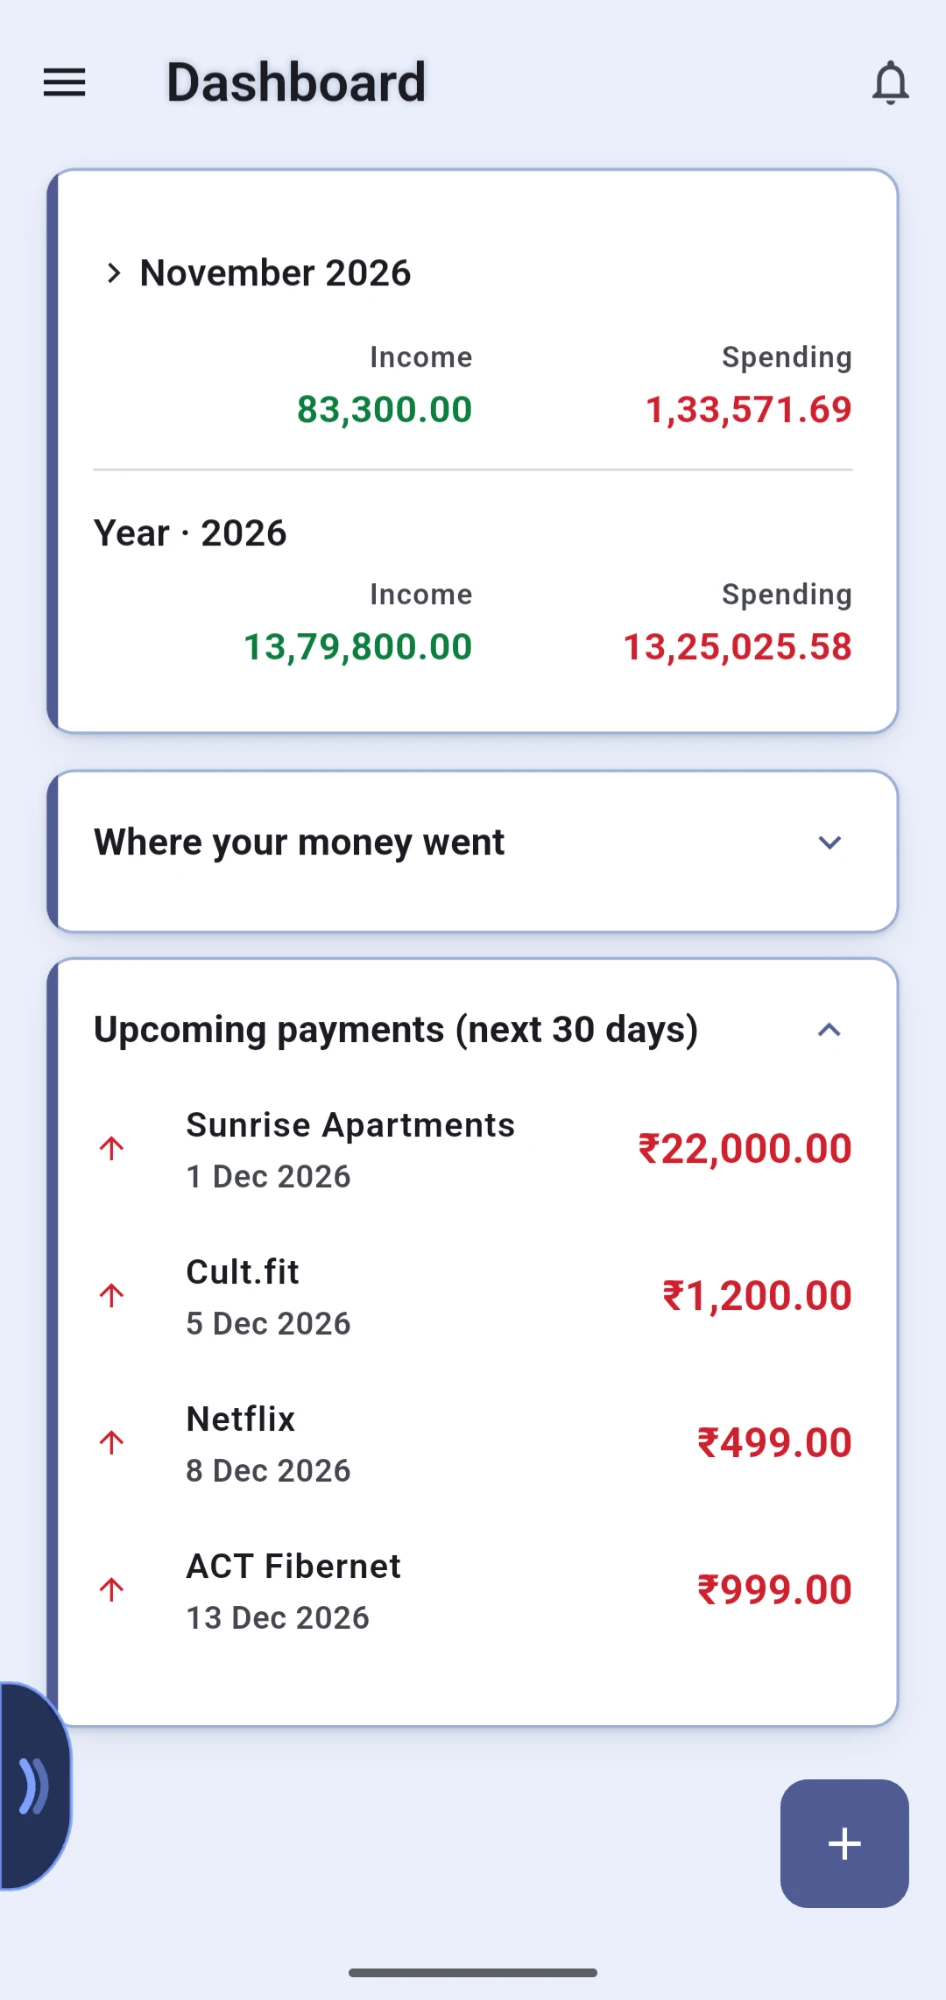 Dashboard
November 2026
Income Spending
83,300.00 1,33,571.69
Year · 2026
Income Spending
13,79,800.00 13,25,025.58
Where your money went
Upcoming payments (next 30 days)
Sunrise Apartments
₹22,000.00
1 Dec 2026
Cult.fit
₹1,200.00
5 Dec 2026
Netflix
₹499.00
8 Dec 2026
ACT Fibernet
₹999.00
13 Dec 2026